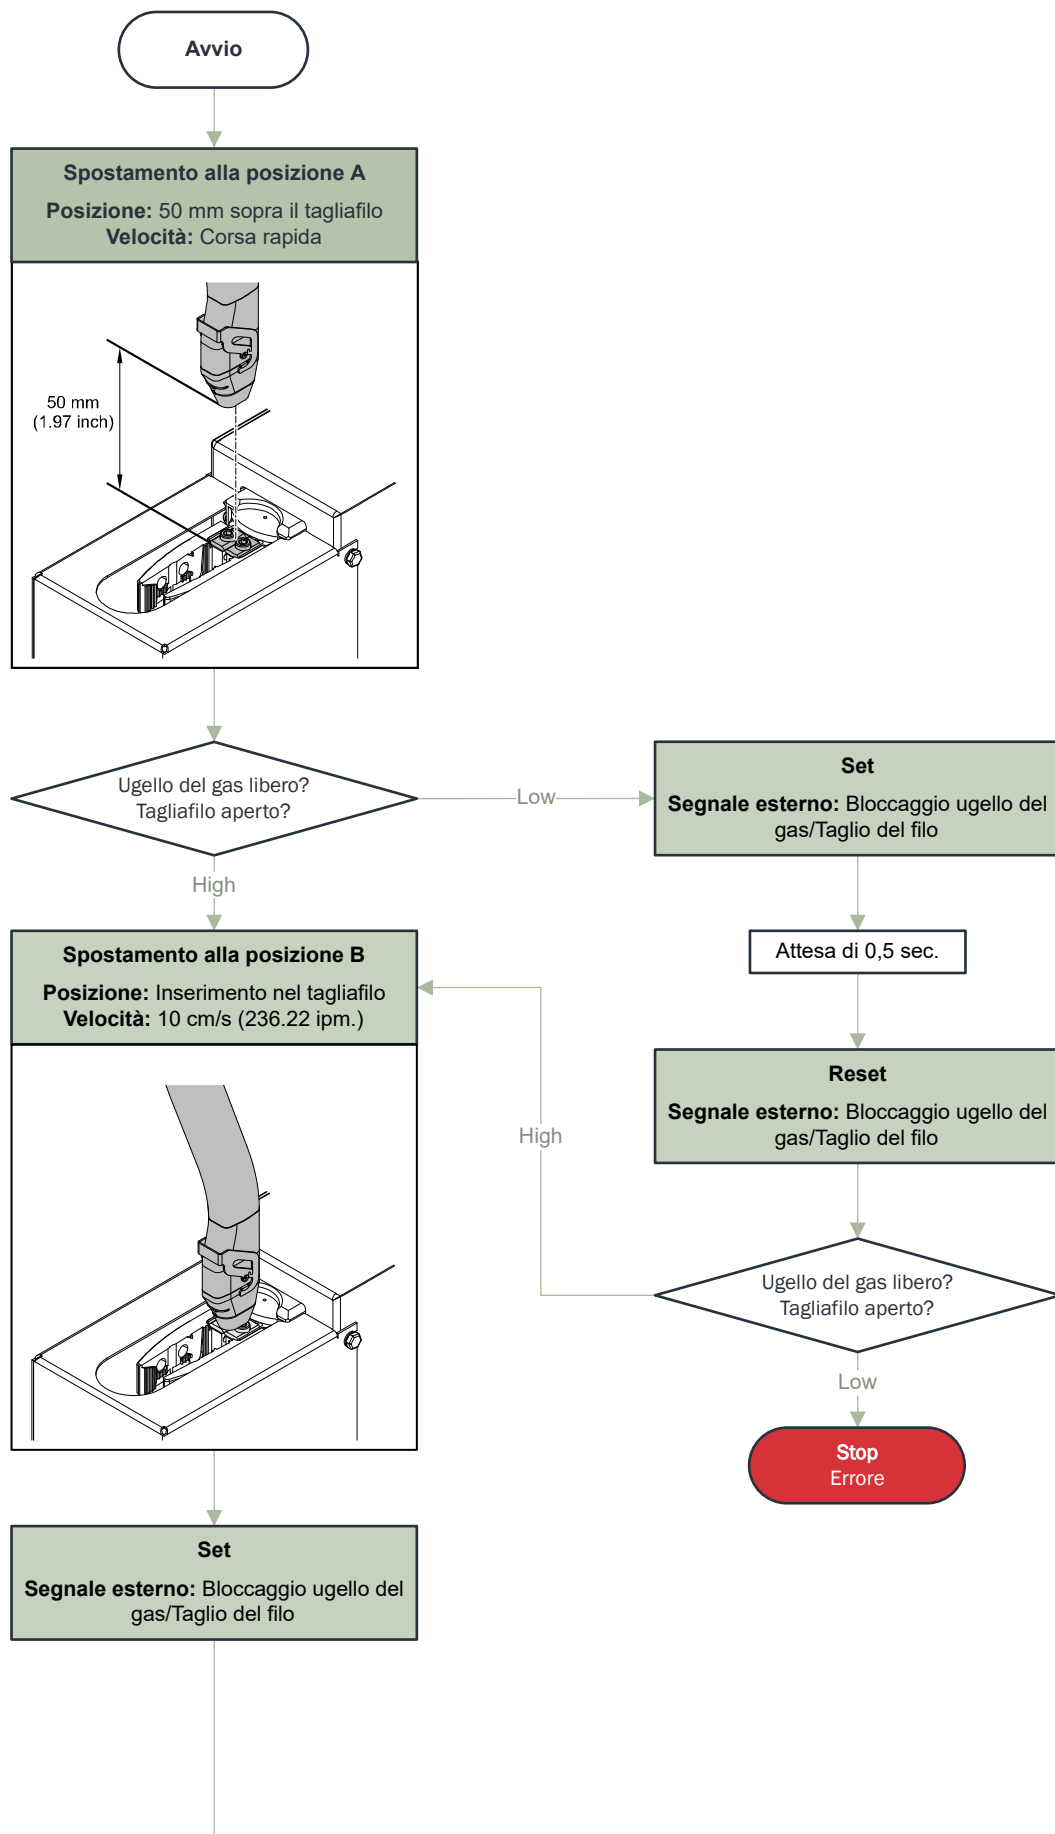 Avvio
Spostamento alla posizione A
Posizione: 50 mm sopra il tagliafilo
Velocità: Corsa rapida
50 mm
(1.97 inch)
Ugello del gas libero?
Tagliafilo aperto?
Low
Set
Segnale esterno: Bloccaggio ugello del
gas/Taglio del filo
High
Attesa di 0,5 sec.
Spostamento alla posizione B
Posizione: Inserimento nel tagliafilo
Velocità: 10 cm/s (236.22 ipm.)
Reset
Segnale esterno: Bloccaggio ugello del
gas/Taglio del filo
High
Ugello del gas libero?
Tagliafilo aperto?
Low
Stop
Errore
Set
Segnale esterno: Bloccaggio ugello del
gas/Taglio del filo